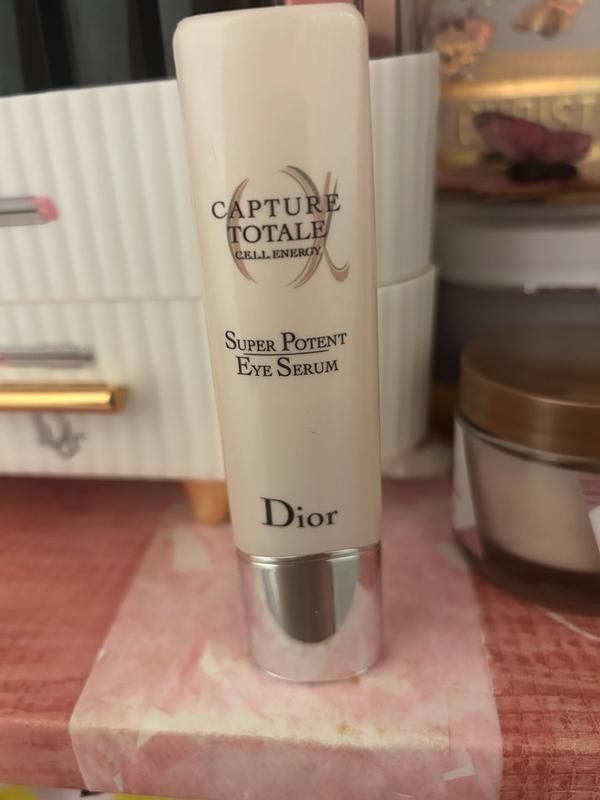 CAPTURE
TOTALE
C.E.L.L. ENERGY
SUPER POTENT
EYE SERUM
Dior